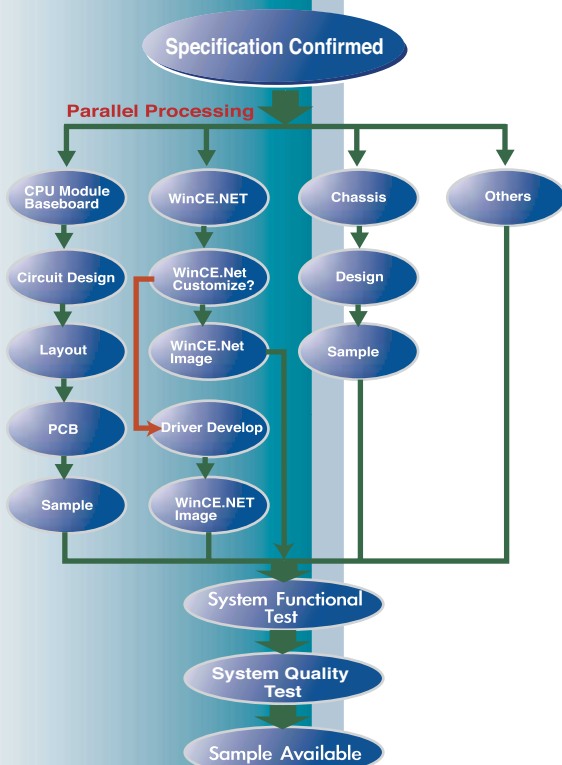 Specification Confirmed
Parallel Processing
CPU Module
Baseboard
WinCE.NET
Chassis
Others
Circuit Design
WinCE.Net
Customize?
Design
Layout
WinCE.Net
Image
Sample
PCB
Driver Develop
Sample
WinCE.NET
Image
System Functional
Test
System Quality
Test
Sample Available